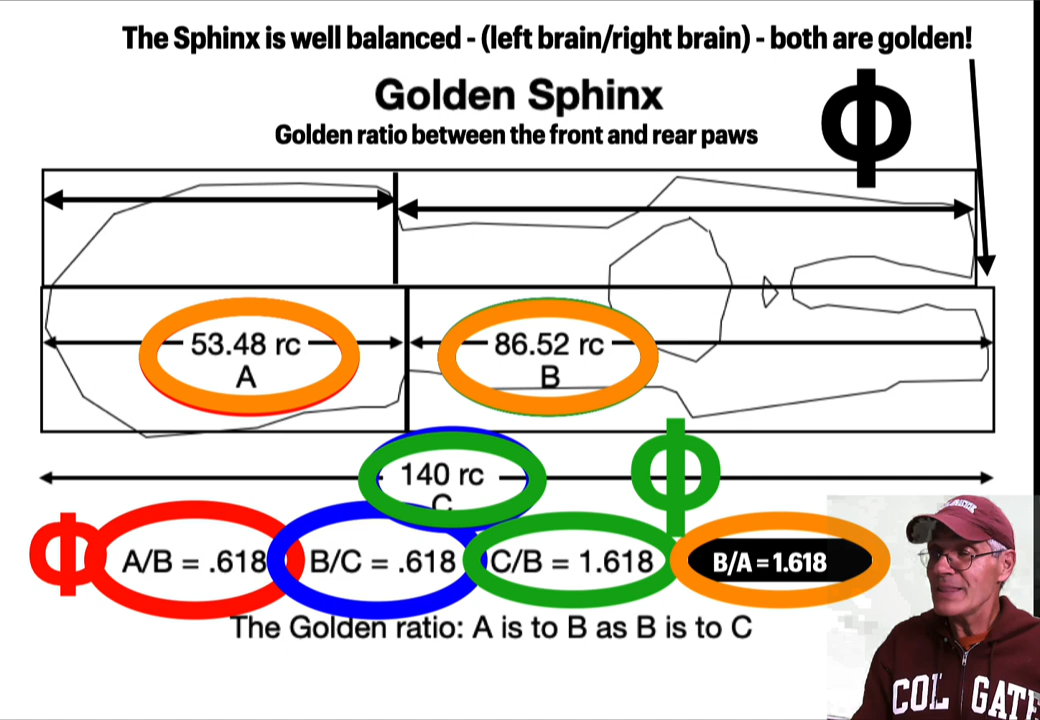 The Sphinx is well balanced - (left brain/right brain) - both are golden!
Golden Sphinx
Golden ratio between the front and rear paws
Φ
53.48 rc
A
86.52 rc
B
140 rc
C
Φ
Φ
A/B = .618
B/C = .618
C/B = 1.618
B/A = 1.618
The Golden ratio: A is to B as B is to C
COLGATE